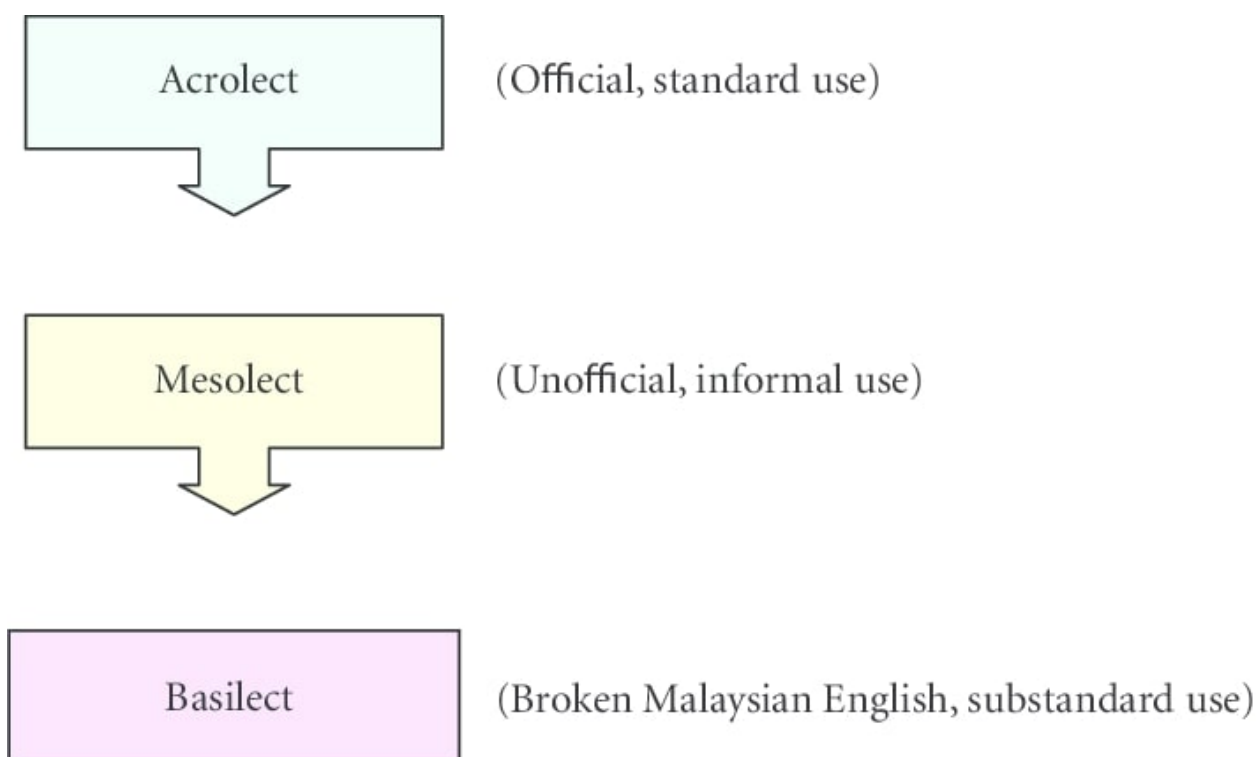 Acrolect (Official, standard use)
Mesolect (Unofficial, informal use)
Basilect (Broken Malaysian English, substandard use)